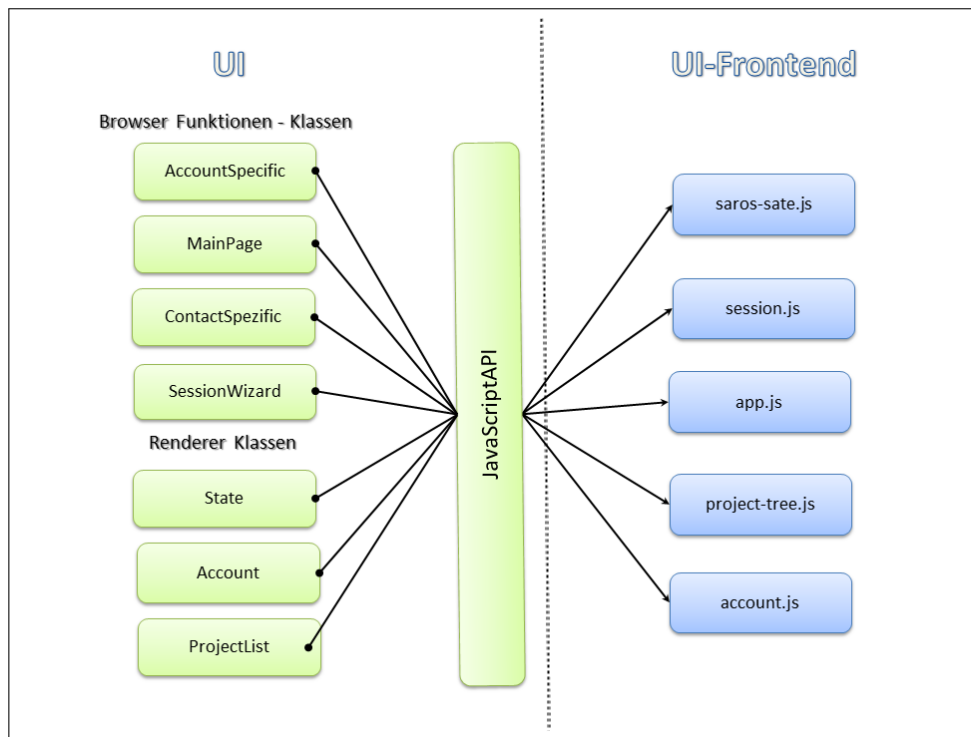 UI
UI-Frontend
Browser Funktionen - Klassen
AccountSpecific
MainPage
ContactSpezific
SessionWizard
Renderer Klassen
State
Account
ProjectList
JavaScriptAPI
saros-sate.js
session.js
app.js
project-tree.js
account.js